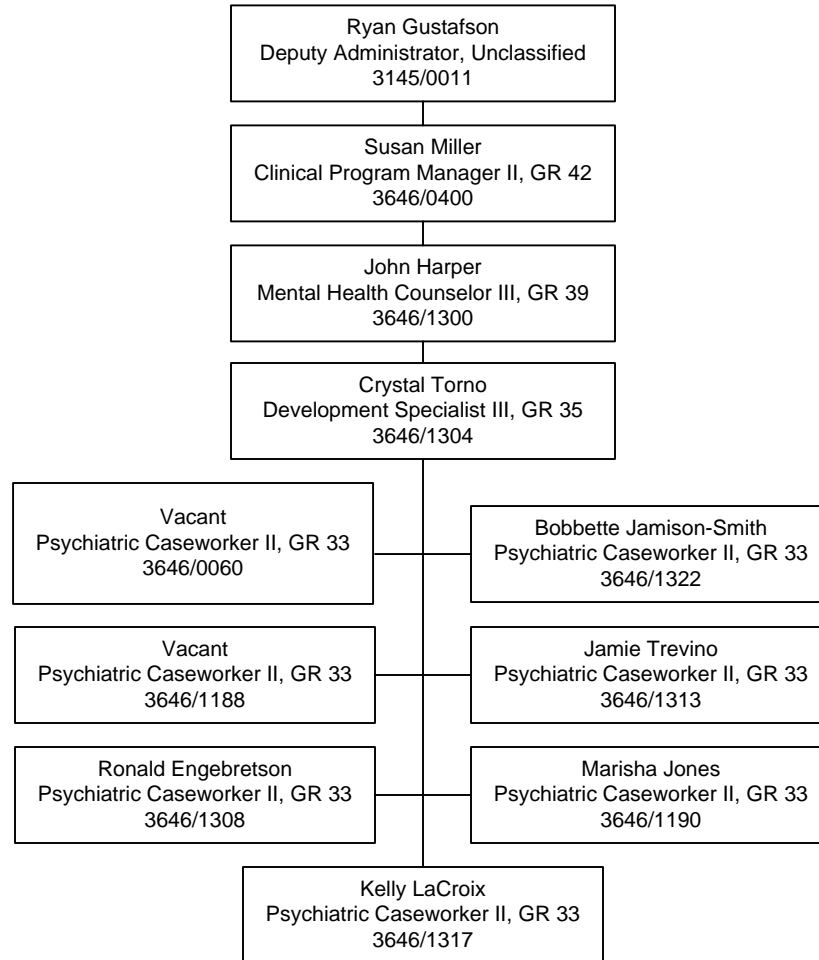 Ryan Gustafson
Deputy Administrator, Unclassified
3145/0011
Susan Miller
Clinical Program Manager II, GR 42
3646/0400
John Harper
Mental Health Counselor III, GR 39
3646/1300
Crystal Torno
Development Specialist III, GR 35
3646/1304
Vacant
Psychiatric Caseworker II, GR 33
3646/0060
Bobbette Jamison-Smith
Psychiatric Caseworker II, GR 33
3646/1322
Vacant
Psychiatric Caseworker II, GR 33
3646/1188
Jamie Trevino
Psychiatric Caseworker II, GR 33
3646/1313
Ronald Engebretson
Psychiatric Caseworker II, GR 33
3646/1308
Marisha Jones
Psychiatric Caseworker II, GR 33
3646/1190
Kelly LaCroix
Psychiatric Caseworker II, GR 33
3646/1317